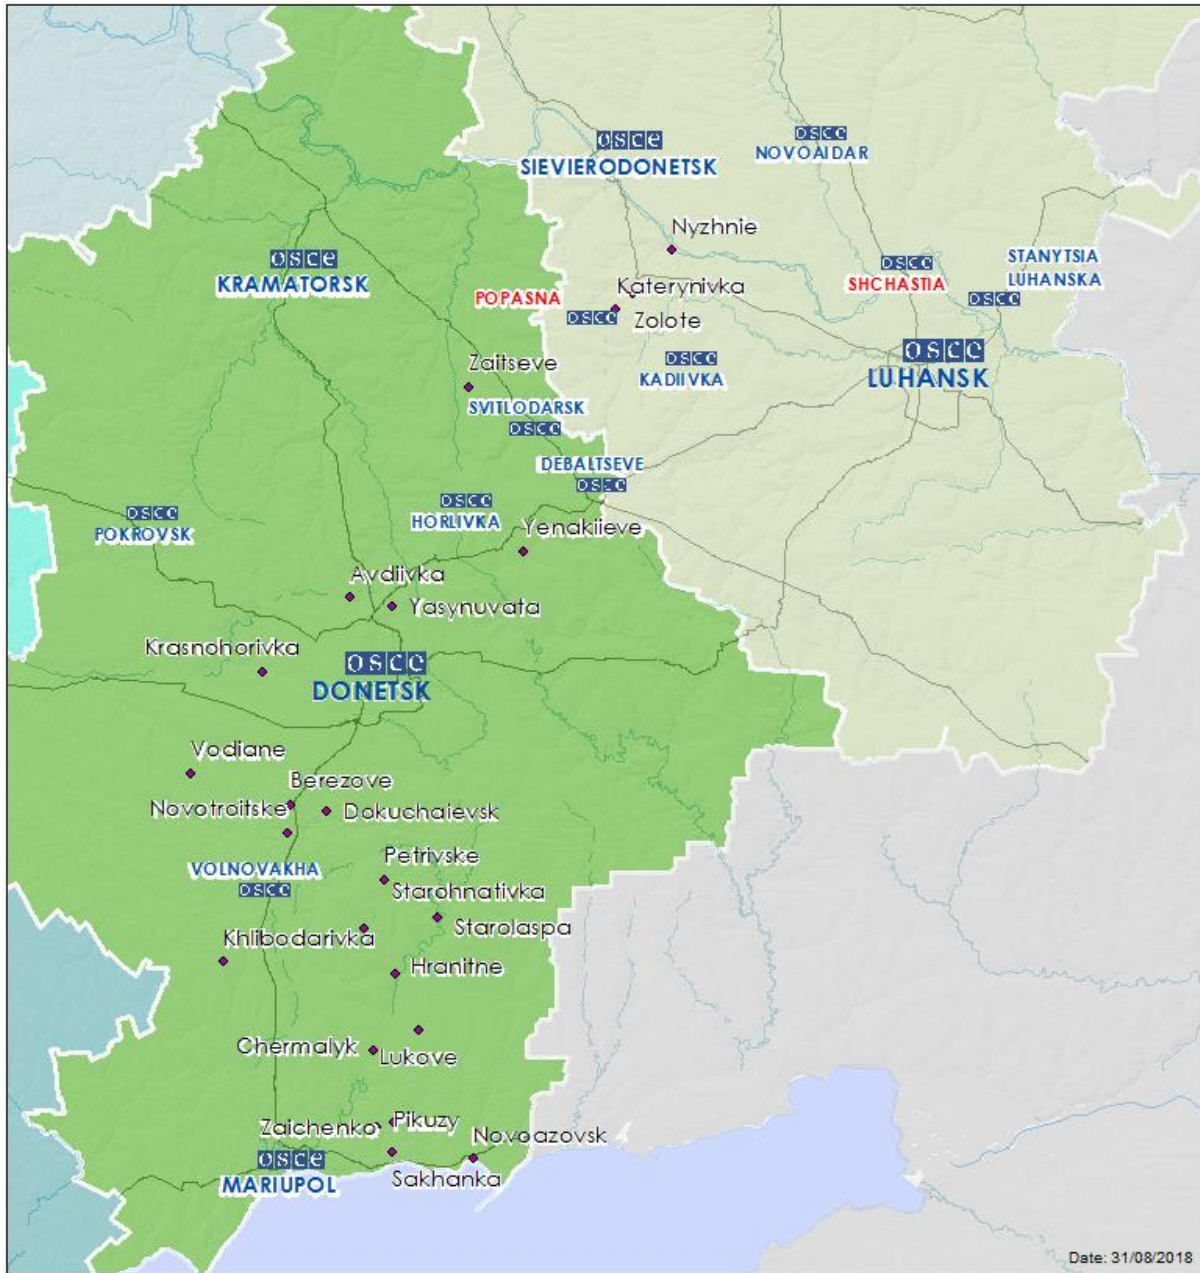 osce
SIEVIERODONETSK
osce
NOVOAIDAR
Nyzhnie
osce
KRAMATORSK
osce
SHCHASTIA
STANYTSIA
LUHANSKA
osce
POPASNA
osce
Katerynivka
Zolote
osce
LUHANSK
osce
KADIIVKA
Zaitseve
SVITLODARSK
osce
DEBALTSEVE
osce
osce
POKROVSK
osce
HORLIVKA
Yenakiieve
Avdiivka
Yasynuvata
Krasnohorivka
osce
DONETSK
Vodiane
Berezove
Novotroitske
Dokuchaievsk
VOLNOVAKHA
osce
Petrivske
Starohnativka
Starolaspa
Khlibodarivka
Hranitne
Chermalyk
Lukove
Zaichenko
Pikuzy
Novoazovsk
osce
MARIUPOL
Sakhanka
Date: 31/08/2018